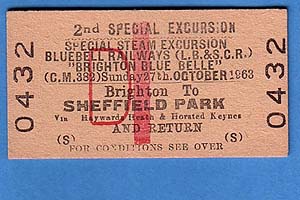 2nd SPECIAL EXCURSION
SPECIAL STEAM EXCURSION
BLUEBELL RAILWAYS (L.B.&S.C.R.)
"BRIGHTON BLUE BELLE"
(C.M.382) Sunday 27th. OCTOBER 1963
Brighton To
SHEFFIELD PARK
Via Haywards Heath & Horsted Keynes
AND RETURN
(S) (S)
FOR CONDITIONS SEE OVER
0432
0432